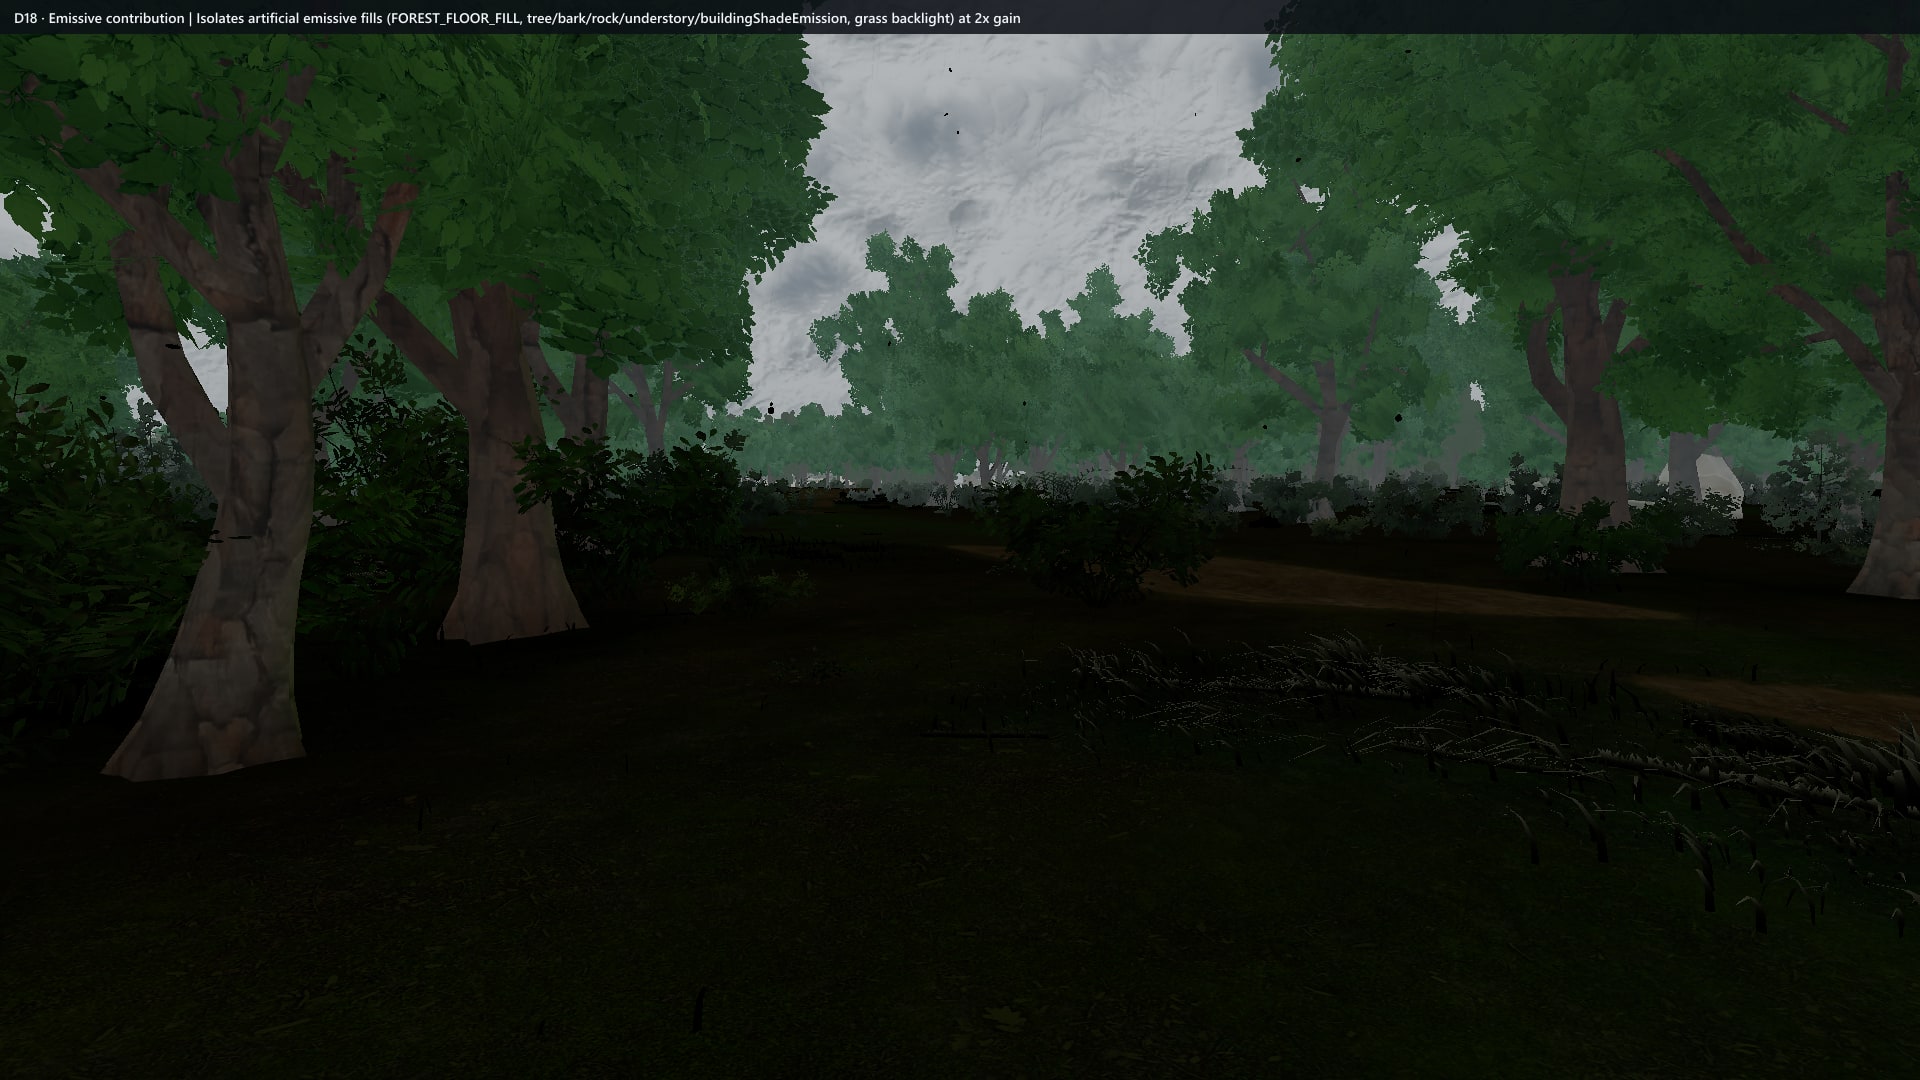 D18 · Emissive contribution | Isolates artificial emissive fills (FOREST_FLOOR_FILL, tree/bark/rock/understory/buildingShadeEmission, grass backlight) at 2x gain